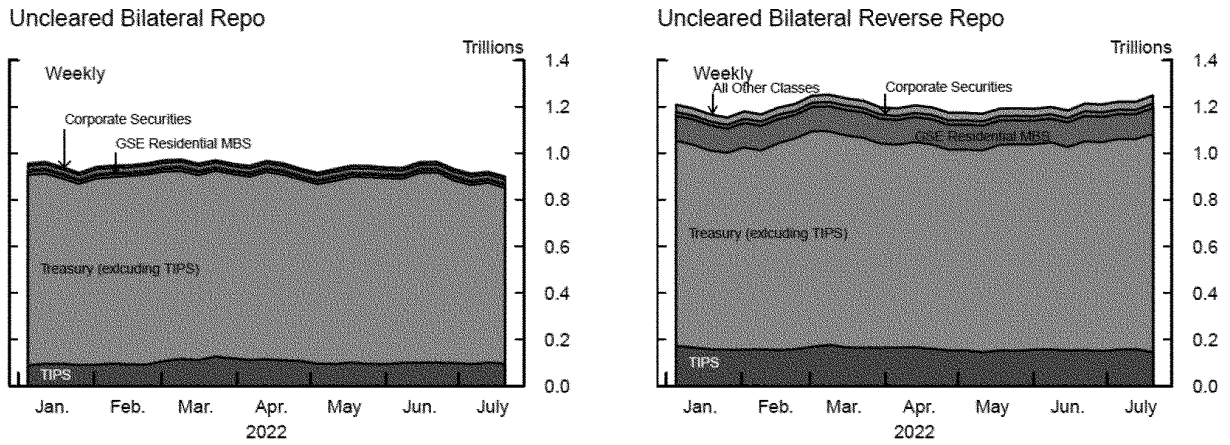 Uncleared Bilateral Repo
Trillions
Weekly
1.4
1.2
Corporate Securities
GSE Residential MBS
1.0
0.8
0.6
Treasury (exlcuding TIPS)
0.4
0.2
TIPS
0.0
Jan. Feb. Mar. Apr. May Jun. July
2022
Uncleared Bilateral Reverse Repo
Trillions
1.4
Weekly
All Other Classes
Corporate Securities
1.2
GSE Residential MBS
1.0
0.8
Treasury (exlcuding TIPS)
0.6
0.4
0.2
TIPS
0.0
Jan. Feb. Mar. Apr. May Jun. July
2022